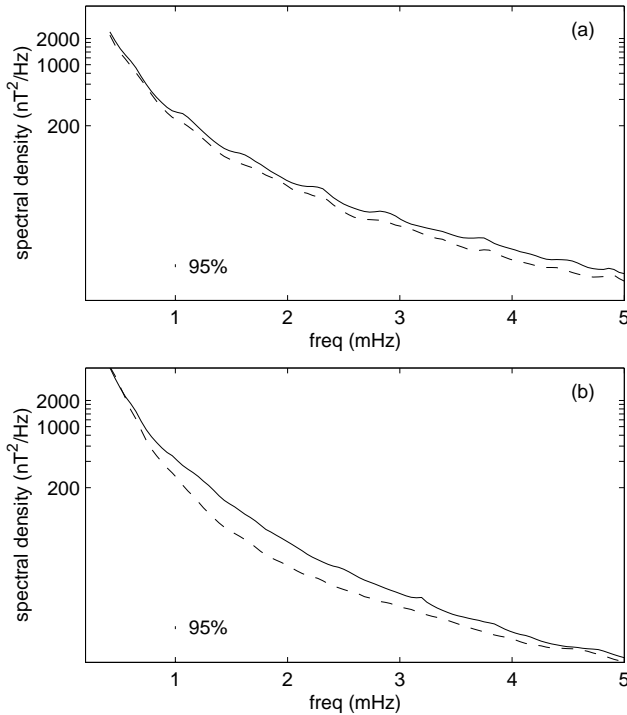 (a)
2000
1000
200
spectral density (nT²/Hz)
95%
1 2 3 4 5
freq (mHz)
(b)
2000
1000
200
spectral density (nT²/Hz)
95%
1 2 3 4 5
freq (mHz)